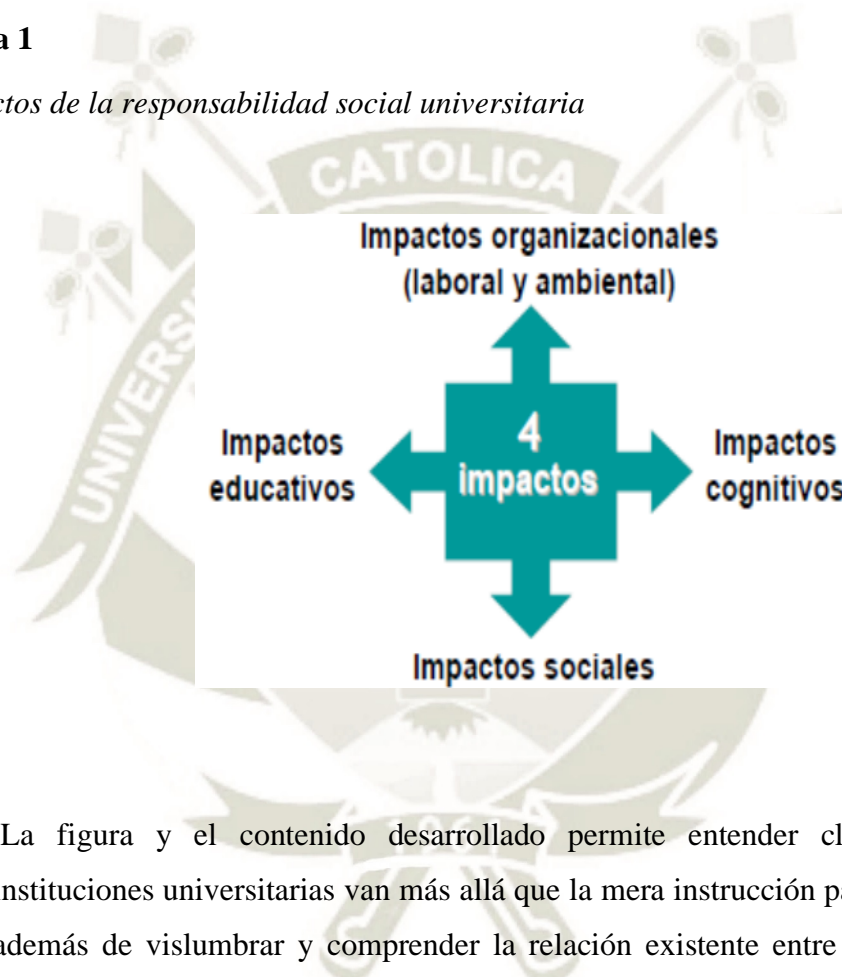 a 1
ctos de la responsabilidad social universitaria
CATOLICA
UNIVERSI
Impactos organizacionales
(laboral y ambiental)
4
impactos
Impactos
educativos
Impactos
cognitivos
Impactos sociales
La figura y el contenido desarrollado permite entender cl
instituciones universitarias van más allá que la mera instrucción pa
además de vislumbrar y comprender la relación existente entre